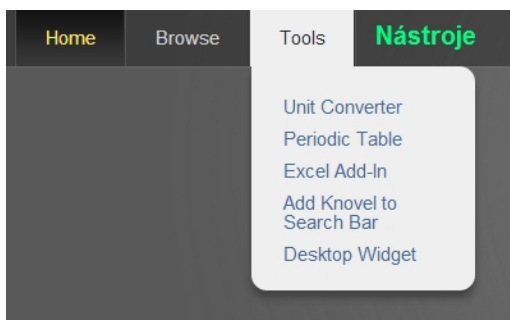 Home Browse Tools Nástroje
Unit Converter
Periodic Table
Excel Add-In
Add Knovel to
Search Bar
Desktop Widget